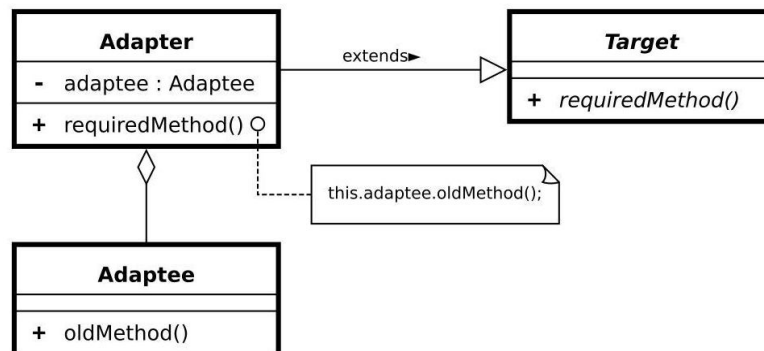 Adapter
- adaptee : Adaptee
+ requiredMethod()
extends►
Target
+ requiredMethod()
this.adaptee.oldMethod();
Adaptee
+ oldMethod()